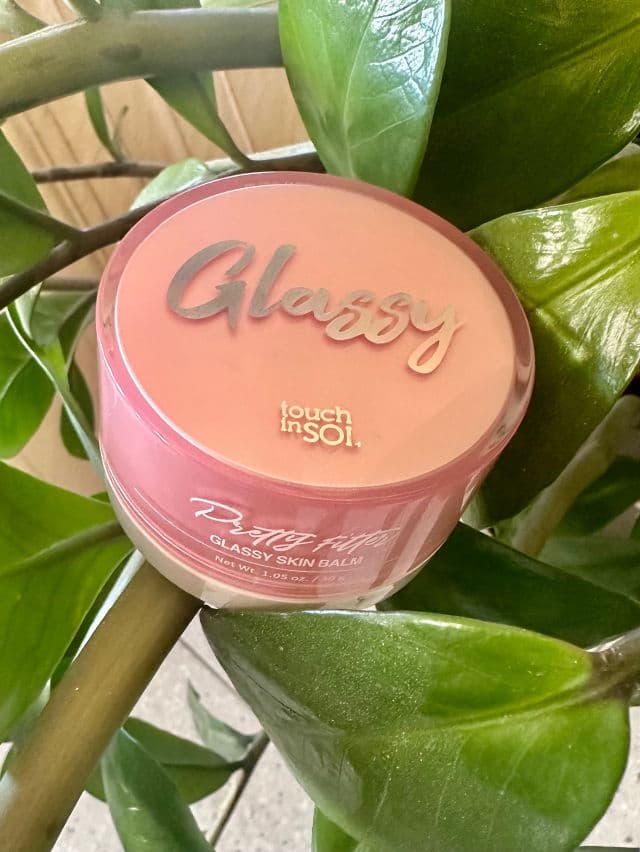 Glassy
touch
in SOL
Pretty Filter
GLASSY SKIN BALM
Net Wt. 1.05 oz. / 30 g